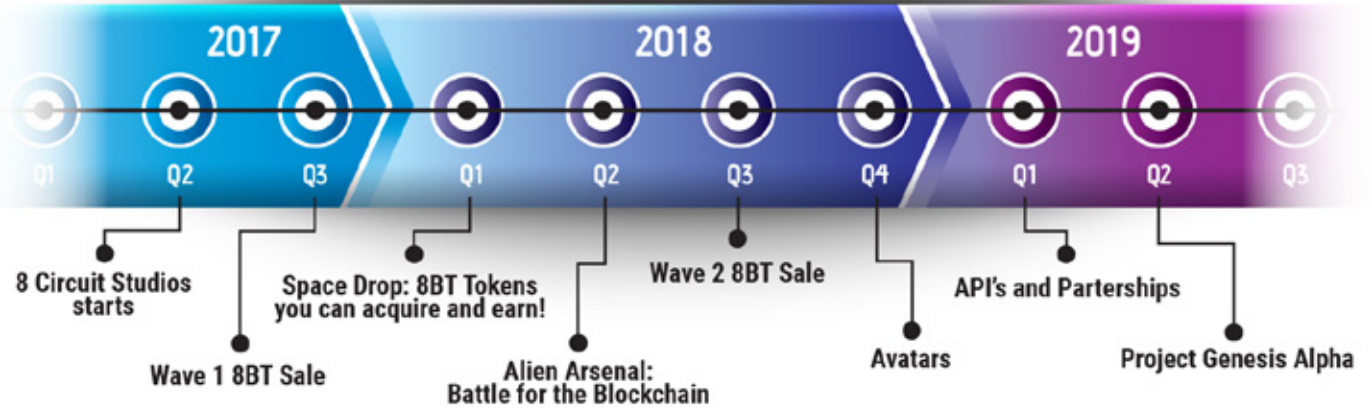 2017
2018
2019
Q1
Q2
Q3
Q1
Q2
Q3
Q4
Q1
Q2
Q3
8 Circuit Studios
starts
Wave 1 8BT Sale
Space Drop: 8BT Tokens
you can acquire and earn!
Alien Arsenal:
Battle for the Blockchain
Wave 2 8BT Sale
Avatars
API's and Parterships
Project Genesis Alpha